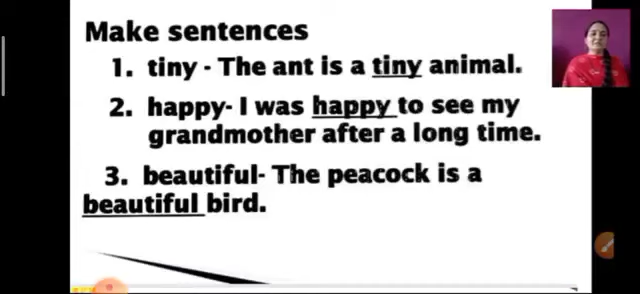 Make sentences
1. tiny - The ant is a tiny animal.
2. happy- I was happy to see my
grandmother after a long time.
3. beautiful- The peacock is a
beautiful bird.